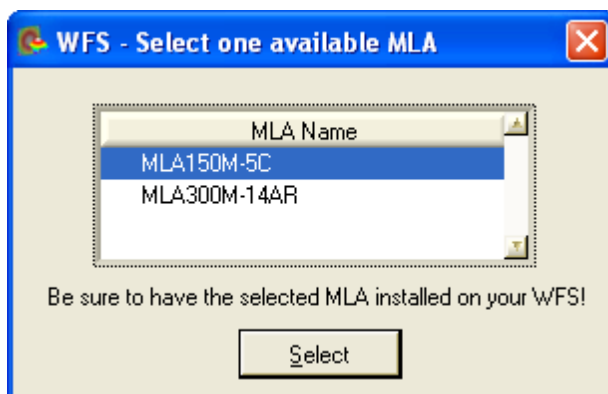 WFS - Select one available MLA
MLA Name
MLA150M-5C
MLA300M-14AR
Be sure to have the selected MLA installed on your WFS!
Select